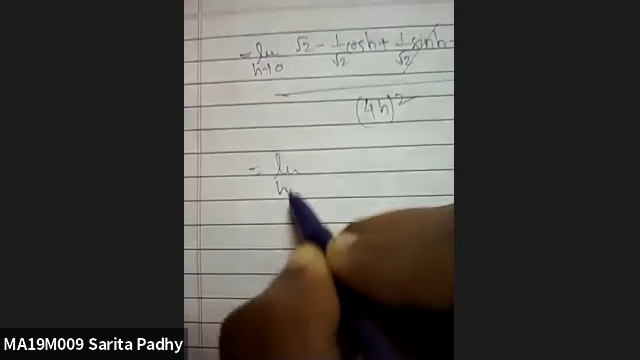 = lim √2 - 1/√2 cosh + 1/√2 sinh -
h→0
(4h)²
= lim
h
MA19M009 Sarita Padhy